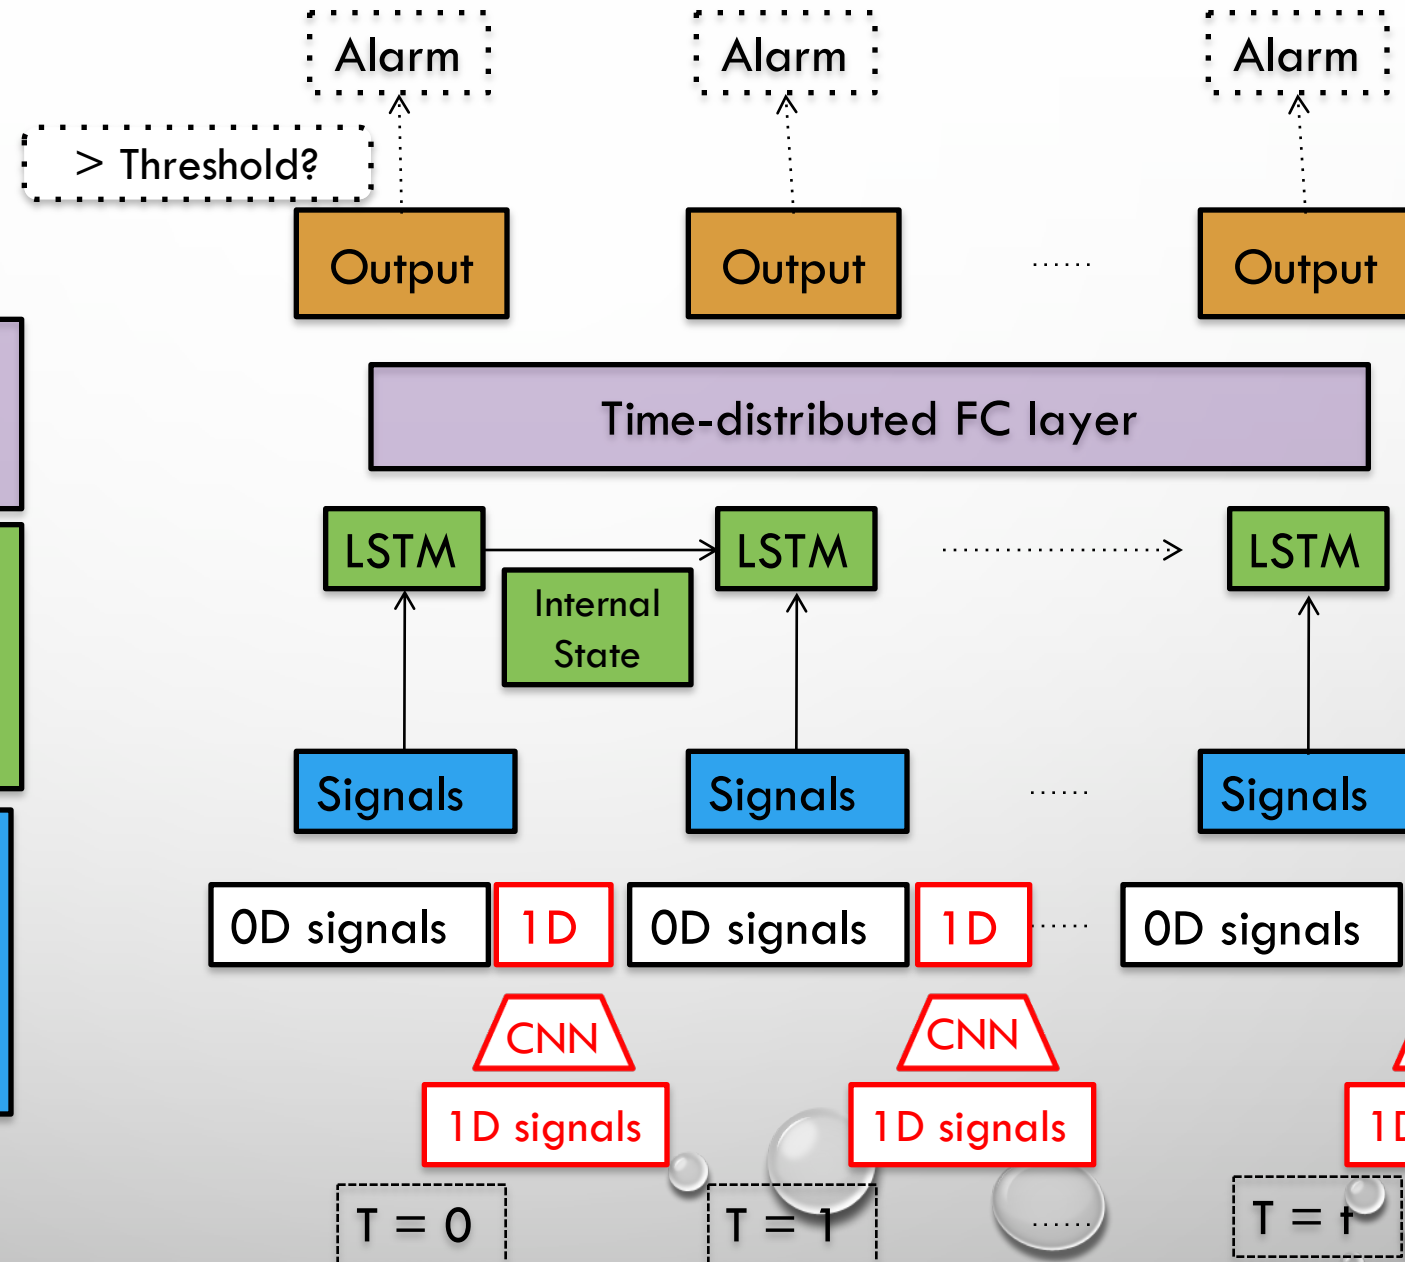 Alarm
Alarm
Alarm
> Threshold?
Output
Output
......
Output
Time-distributed FC layer
LSTM
LSTM
LSTM
Internal
State
Signals
Signals
......
Signals
0D signals
1D
0D signals
1D
......
0D signals
CNN
CNN
1D signals
1D signals
1D
T = 0
T = 1
......
T = t